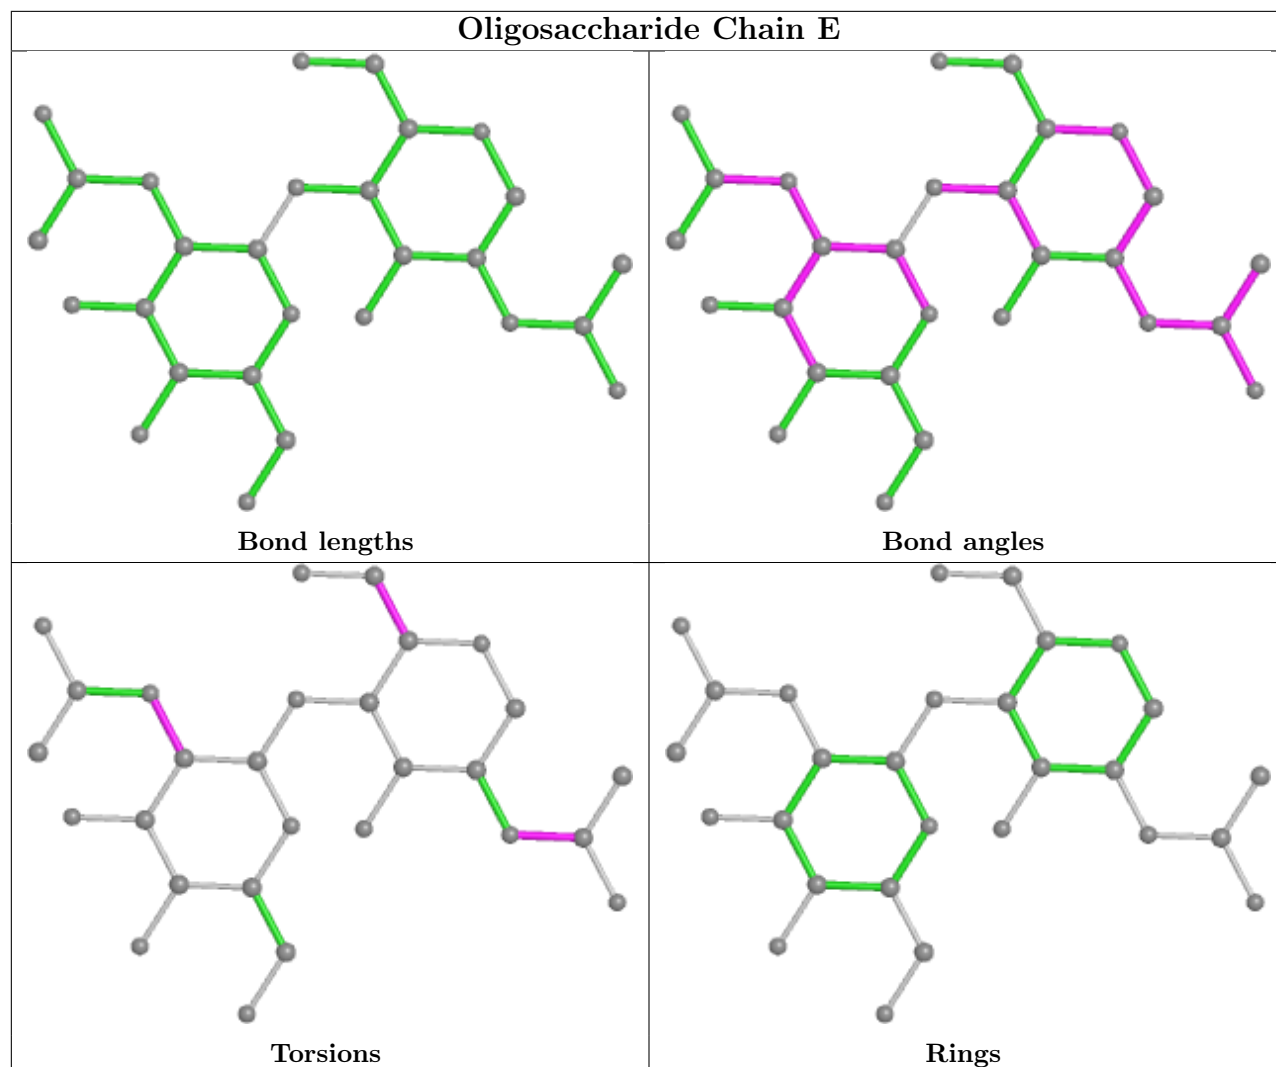 Oligosaccharide Chain E
Bond lengths
Bond angles
Torsions
Rings